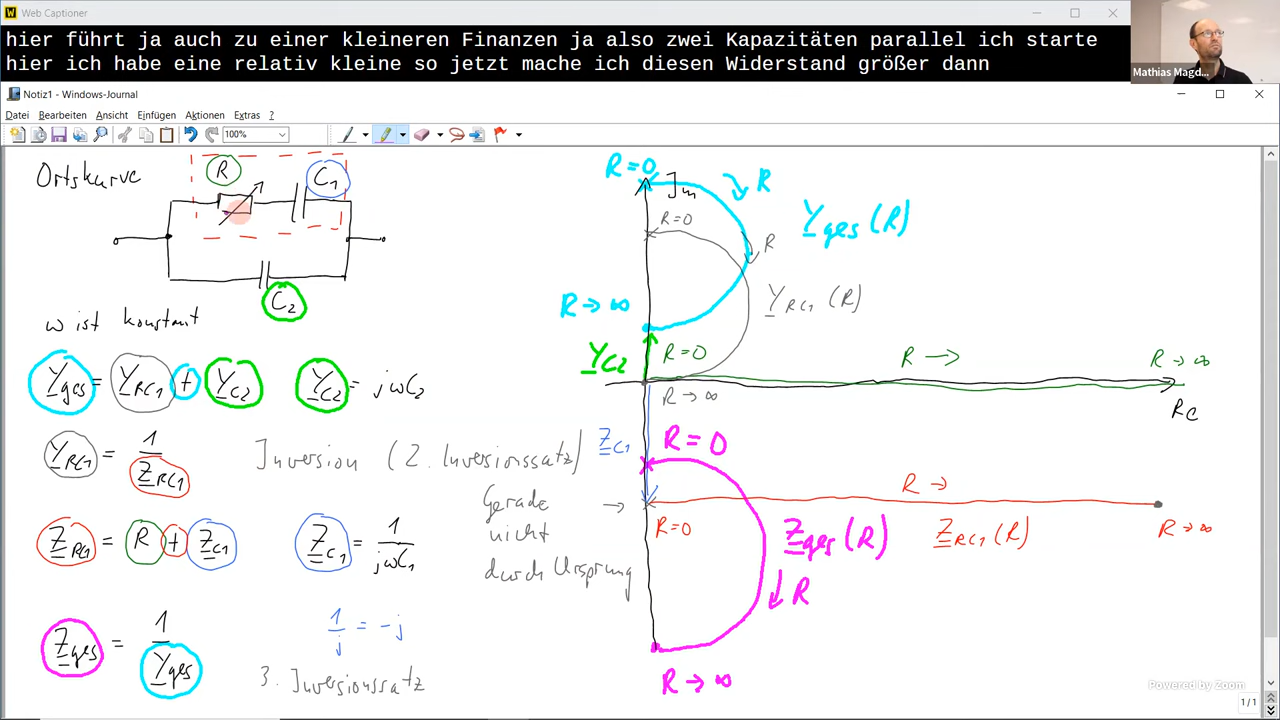 Web Captioner
hier führt ja auch zu einer kleineren Finanzen ja also zwei Kapazitäten parallel ich starte
hier ich habe eine relativ kleine so jetzt mache ich diesen Widerstand größer dann
Mathias Magd...
Notiz1 - Windows-Journal
Datei Bearbeiten Ansicht Einfügen Aktionen Extras ?
100%
Ortskurve
R
C1
C2
ω ist konstant
Yges = YRC1 + YC2
YC2 = jωC2
YRC1 = 1/ZRC1
Inversion (2. Inversionssatz)
Gerade →
nicht
durch Ursprung
ZRC1 = R + ZC1
ZC1 = 1/jωC1
1/j = -j
Zges = 1/Yges
3. Inversionssatz
R=0
Jm
R
Yges (R)
R=0
R
YRC1 (R)
R → ∞
YC2
R=0
R →
R → ∞
R → ∞
Re
ZC1
R = 0
R →
R=0
Zges (R)
ZRC1 (R)
R → ∞
R
R → ∞
Powered by Zoom
1 / 1